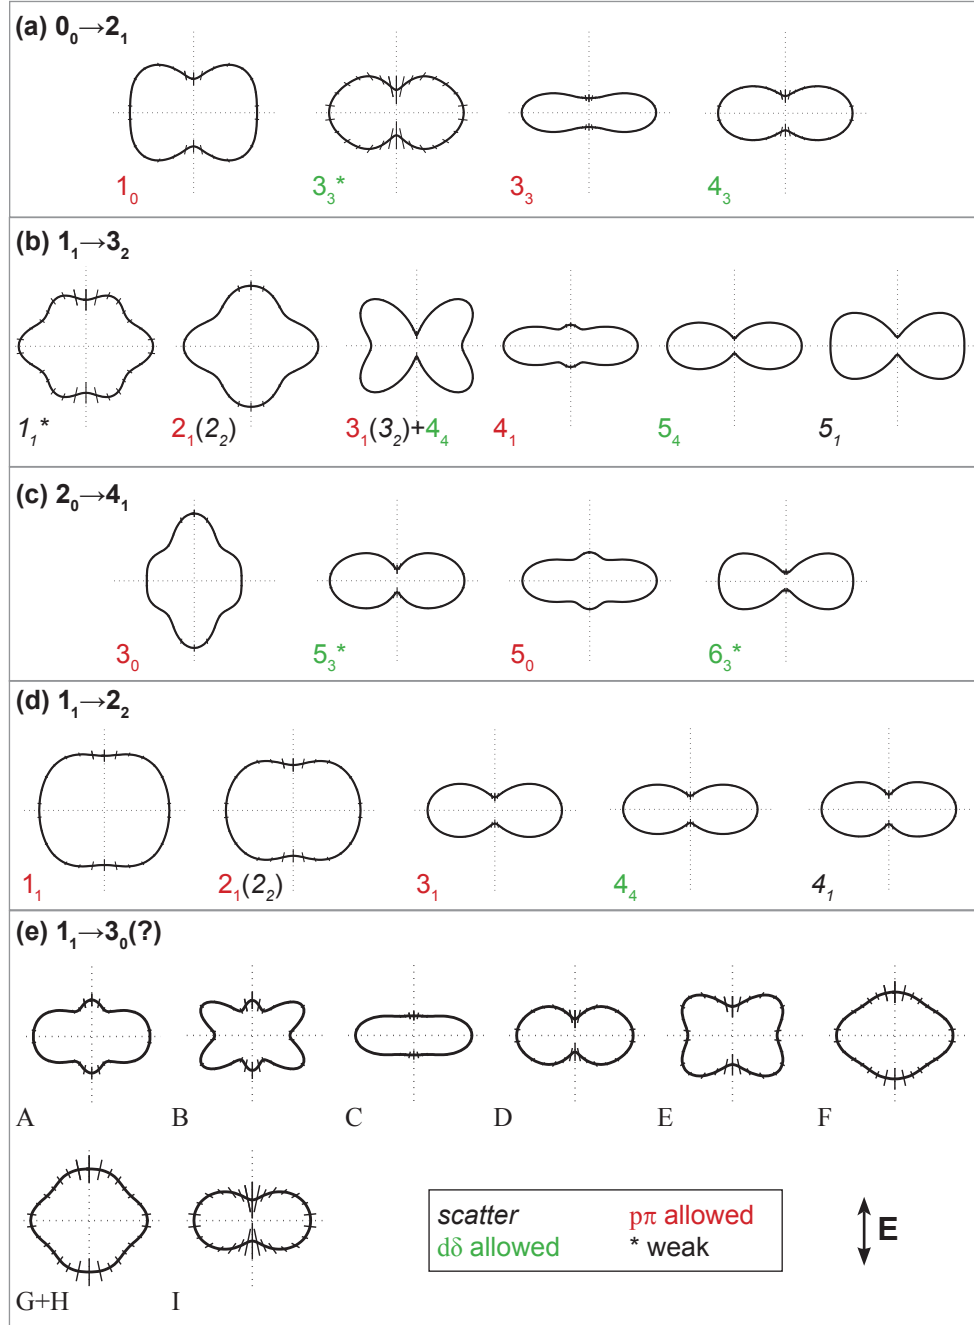 (a) 0₀→2₁
1₀ 3₃* 3₃ 4₃
(b) 1₁→3₂
1₁* 2₁(2₂) 3₁(3₂)+4₄ 4₁ 5₄ 5₁
(c) 2₀→4₁
3₀ 5₃* 5₀ 6₃*
(d) 1₁→2₂
1₁ 2₁(2₂) 3₁ 4₄ 4₁
(e) 1₁→3₀(?)
A B C D E F
G+H I
scatter pπ allowed
dδ allowed * weak
E